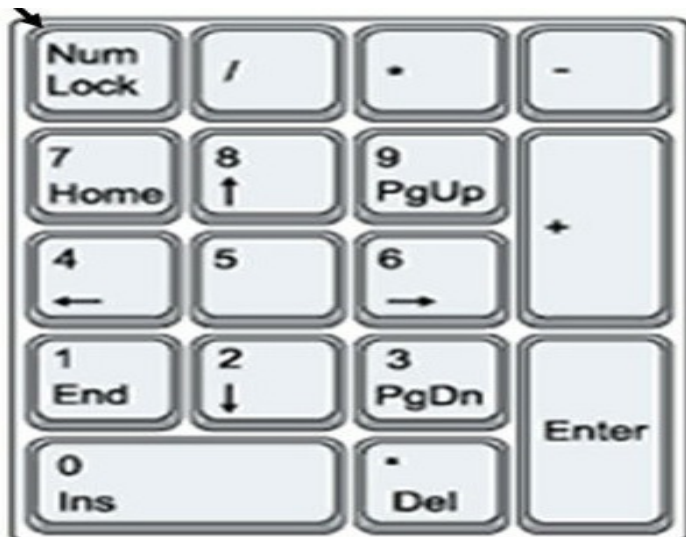 Num
Lock
/
*
-
7
Home
8
↑
9
PgUp
+
4
←
5
6
→
1
End
2
↓
3
PgDn
Enter
0
Ins
.
Del